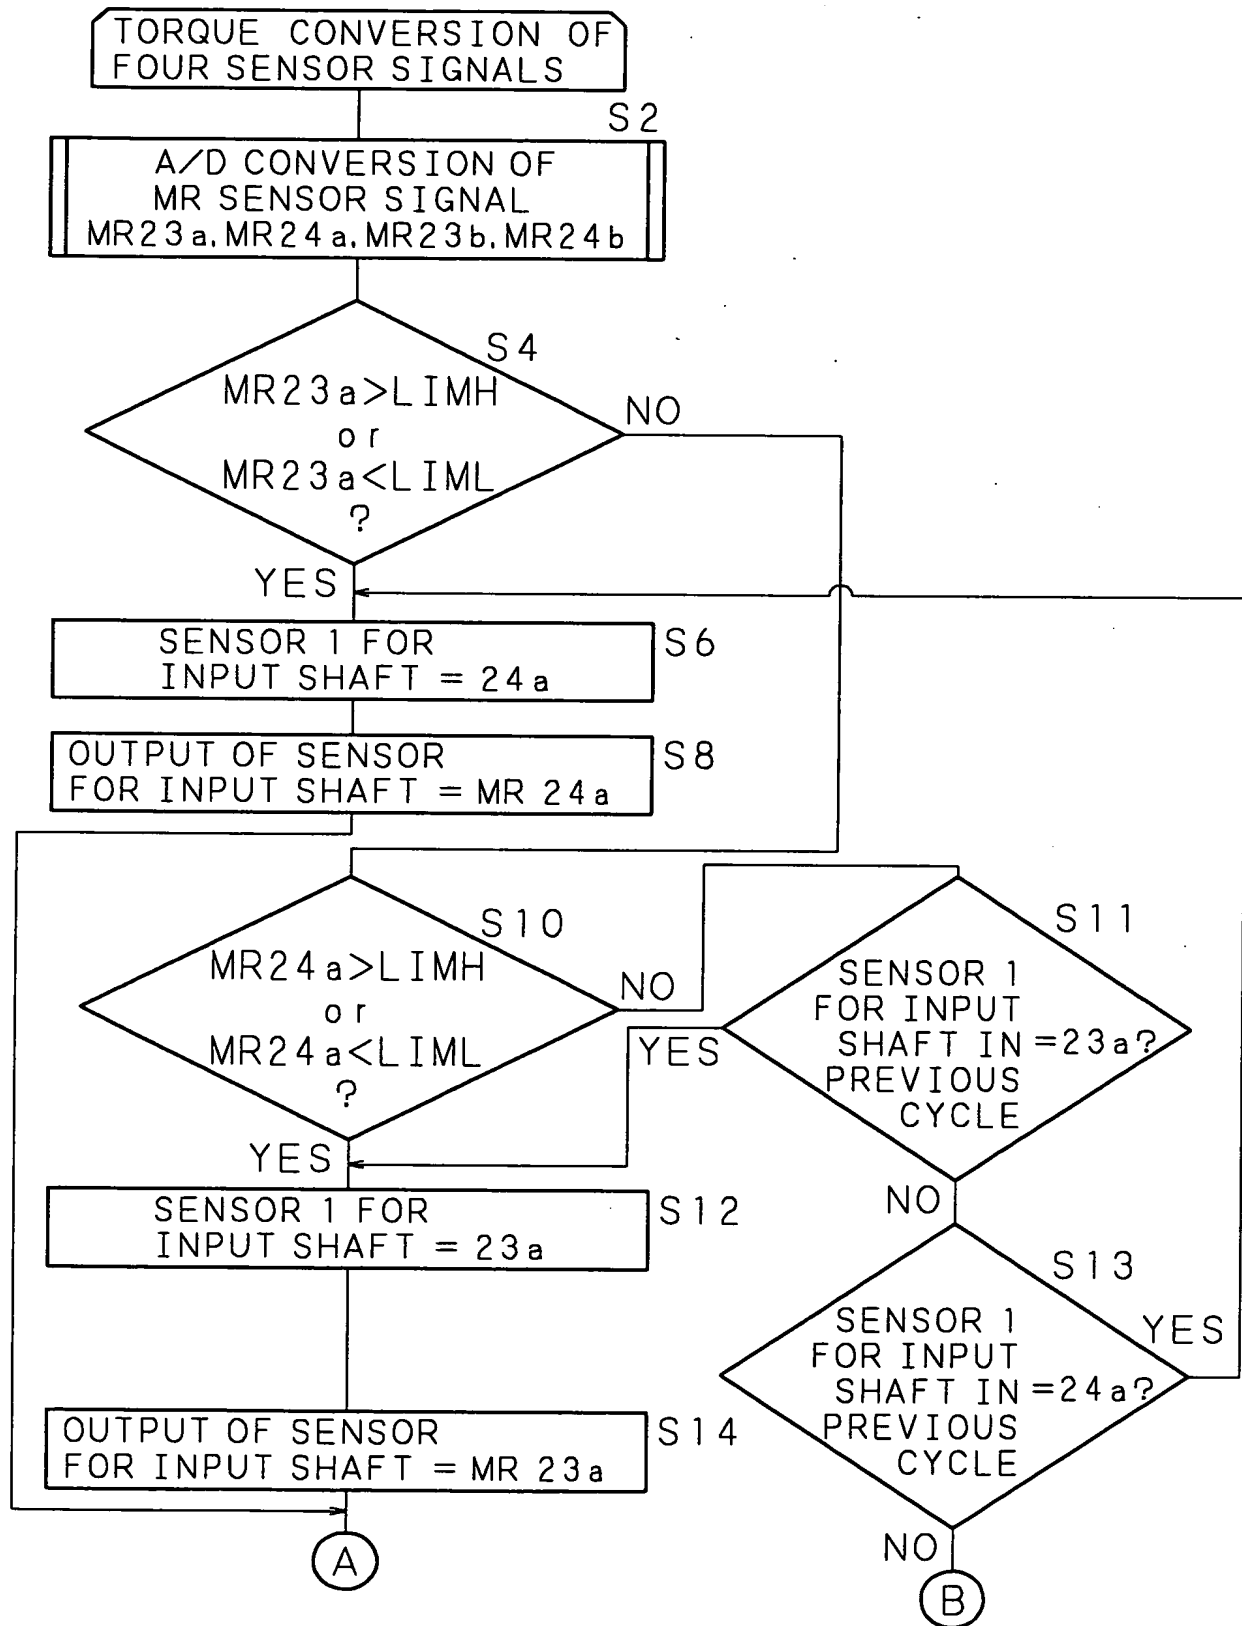 TORQUE CONVERSION OF
FOUR SENSOR SIGNALS
S2
A/D CONVERSION OF
MR SENSOR SIGNAL
MR23a, MR24a, MR23b, MR24b
S4
MR23a>LIMH
or
MR23a<LIML
?
NO
YES
SENSOR 1 FOR
INPUT SHAFT = 24a
S6
OUTPUT OF SENSOR
FOR INPUT SHAFT = MR 24a
S8
S10
MR24a>LIMH
or
MR24a<LIML
?
NO
YES
S11
SENSOR 1
FOR INPUT
SHAFT IN =23a?
PREVIOUS
CYCLE
YES
NO
SENSOR 1 FOR
INPUT SHAFT = 23a
S12
S13
SENSOR 1
FOR INPUT
SHAFT IN =24a?
PREVIOUS
CYCLE
YES
NO
OUTPUT OF SENSOR
FOR INPUT SHAFT = MR 23a
S14
A
B